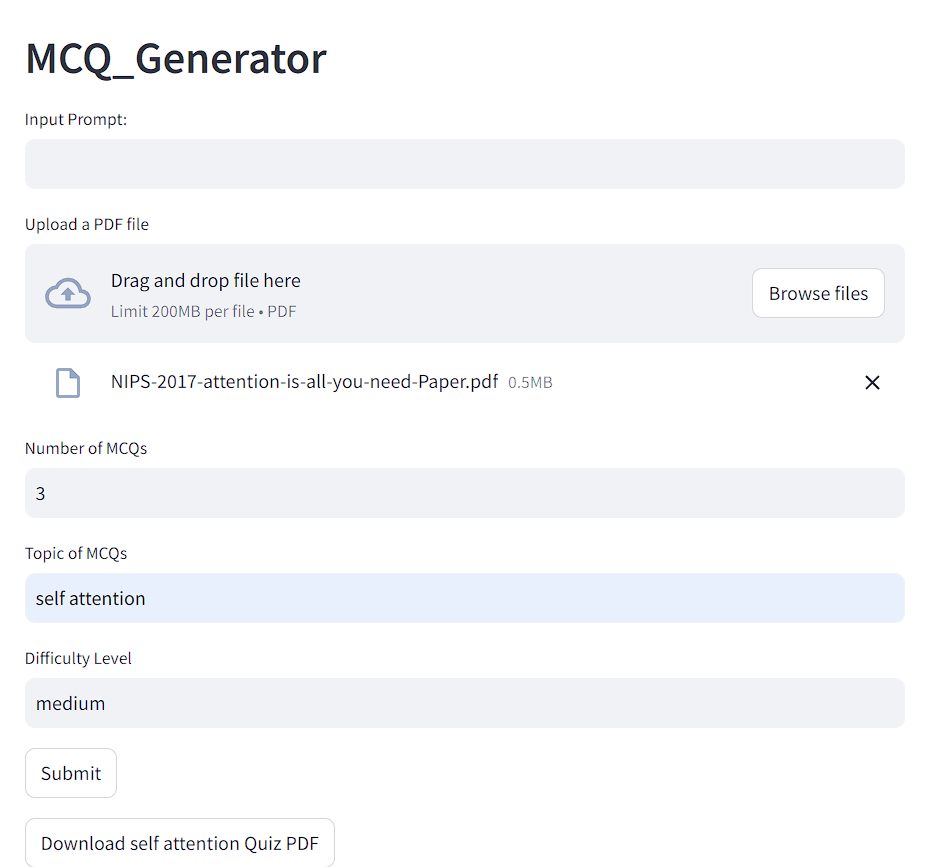 MCQ_Generator
Input Prompt:
Upload a PDF file
Drag and drop file here
Limit 200MB per file • PDF
Browse files
NIPS-2017-attention-is-all-you-need-Paper.pdf 0.5MB
Number of MCQs
3
Topic of MCQs
self attention
Difficulty Level
medium
Submit
Download self attention Quiz PDF